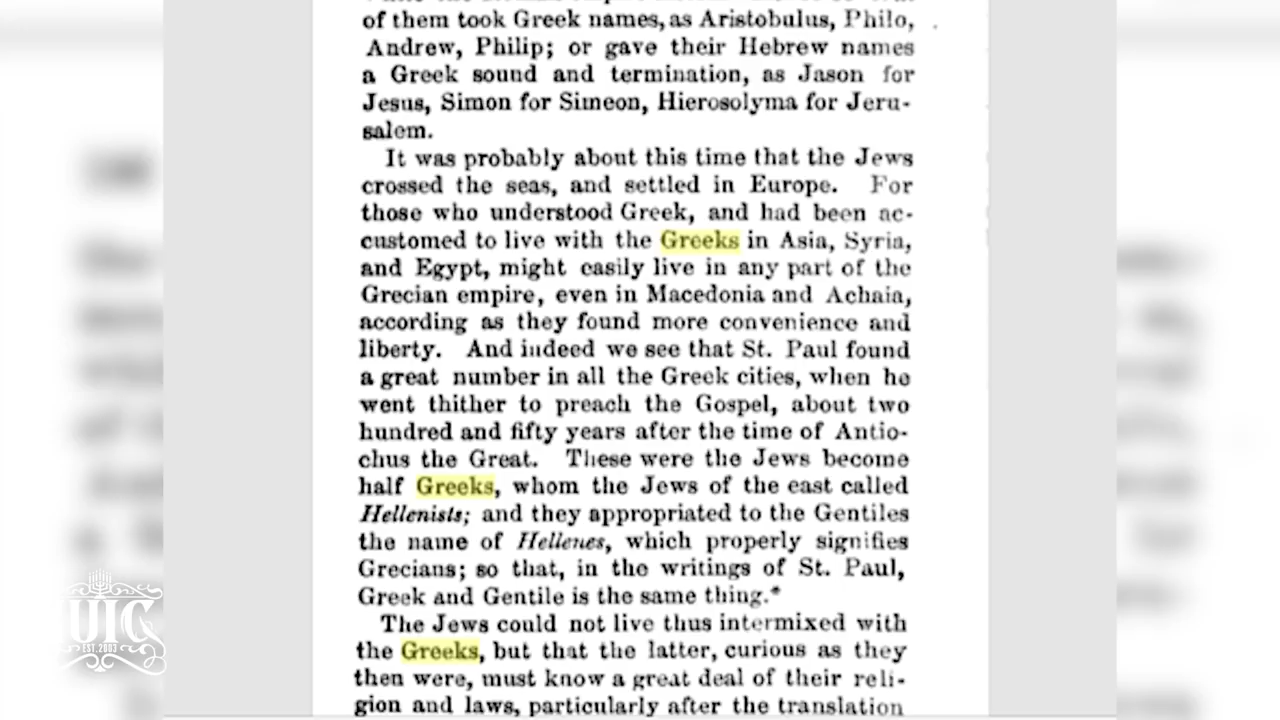 of them took Greek names, as Aristobulus, Philo,
Andrew, Philip; or gave their Hebrew names
a Greek sound and termination, as Jason for
Jesus, Simon for Simeon, Hierosolyma for Jeru-
salem.
It was probably about this time that the Jews
crossed the seas, and settled in Europe. For
those who understood Greek, and had been ac-
customed to live with the Greeks in Asia, Syria,
and Egypt, might easily live in any part of the
Grecian empire, even in Macedonia and Achaia,
according as they found more convenience and
liberty. And indeed we see that St. Paul found
a great number in all the Greek cities, when he
went thither to preach the Gospel, about two
hundred and fifty years after the time of Antio-
chus the Great. These were the Jews become
half Greeks, whom the Jews of the east called
Hellenists; and they appropriated to the Gentiles
the name of Hellenes, which properly signifies
Grecians; so that, in the writings of St. Paul,
Greek and Gentile is the same thing.*
The Jews could not live thus intermixed with
the Greeks, but that the latter, curious as they
then were, must know a great deal of their reli-
gion and laws, particularly after the translation
IUIC
EST. 2003